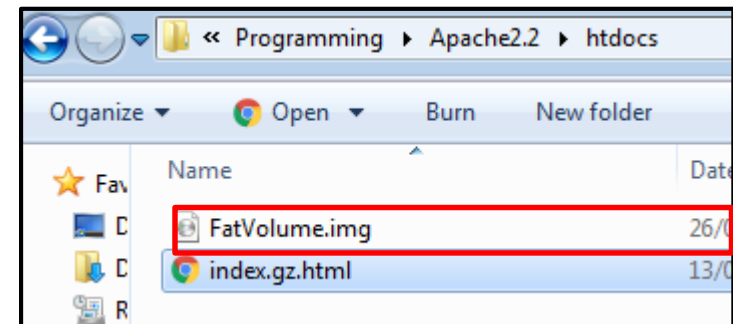 « Programming ▸ Apache2.2 ▸ htdocs
Organize Open Burn New folder
Fav Name Date
FatVolume.img 26/0
index.gz.html 13/0